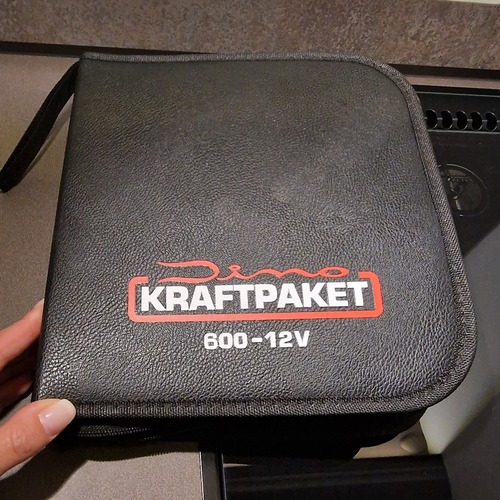 Dino
KRAFTPAKET
600-12V